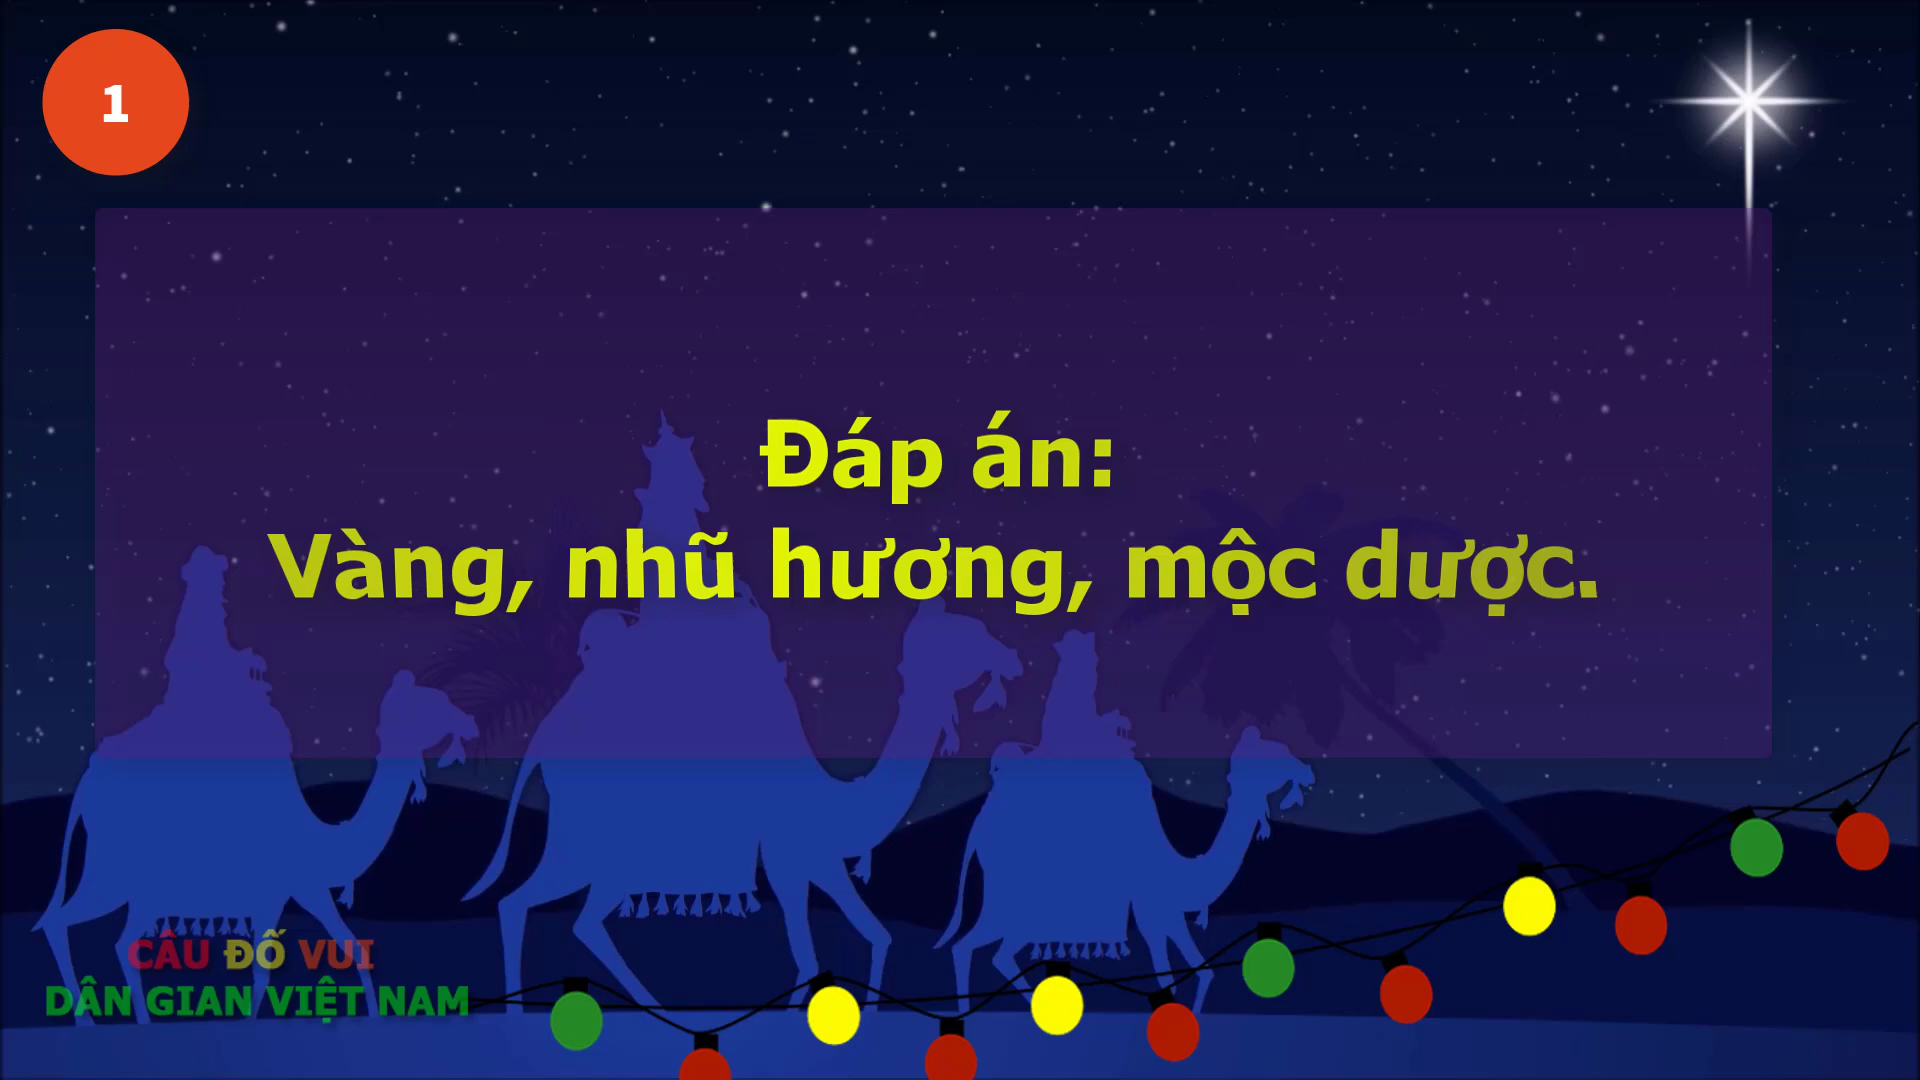 1
Đáp án:
Vàng, nhũ hương, mộc dược.
CÂU ĐỐ VUI
DÂN GIAN VIỆT NAM